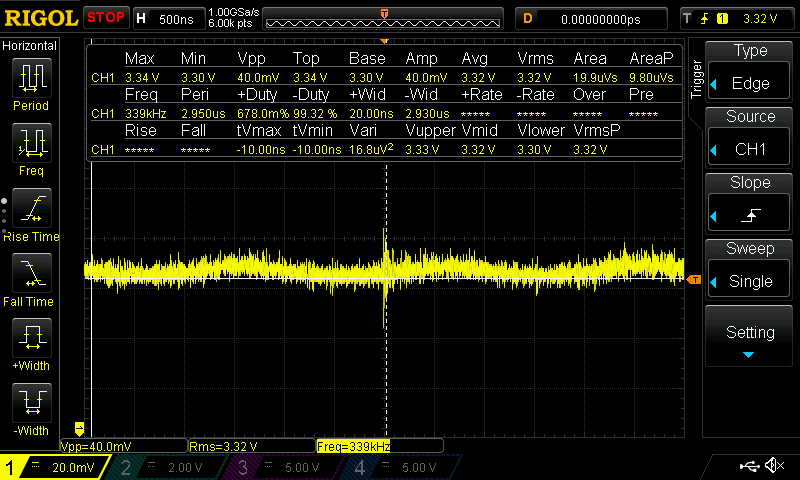 RIGOL STOP H 500ns 1.00GSa/s 6.00k pts T D 0.00000000ps T 1 3.32 V
Horizontal
Period
Freq
Rise Time
Fall Time
+Width
-Width
Max Min Vpp Top Base Amp Avg Vrms Area AreaP
CH1 3.34 V 3.30 V 40.0mV 3.34 V 3.30 V 40.0mV 3.32 V 3.32 V 19.9uVs 9.80uVs
Freq Peri +Duty -Duty +Wid -Wid +Rate -Rate Over Pre
CH1 339kHz 2.950us 678.0m% 99.32 % 20.00ns 2.930us ***** ***** ***** *****
Rise Fall tVmax tVmin Vari Vupper Vmid Vlower VrmsP
CH1 ***** ***** -10.00ns -10.00ns 16.8uV² 3.33 V 3.32 V 3.30 V 3.32 V
T
Trigger
Type
Edge
Source
CH1
Slope
Sweep
Single
Setting
Vpp=40.0mV Rms=3.32 V Freq=339kHz
1 20.0mV 2 2.00 V 3 5.00 V 4 5.00 V